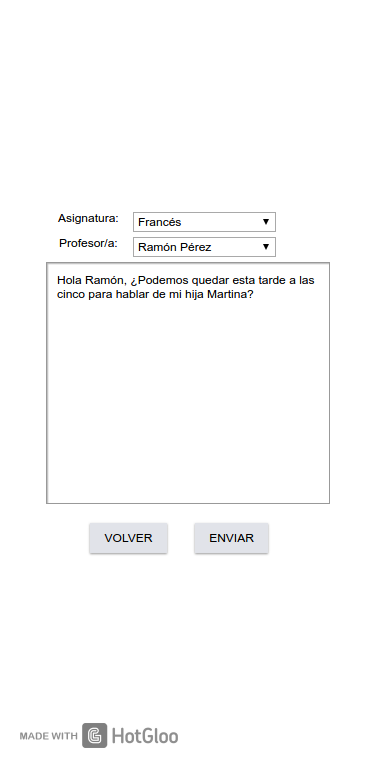 Asignatura: Francés ▼
Profesor/a: Ramón Pérez ▼
Hola Ramón, ¿Podemos quedar esta tarde a las
cinco para hablar de mi hija Martina?
VOLVER ENVIAR
MADE WITH HotGloo